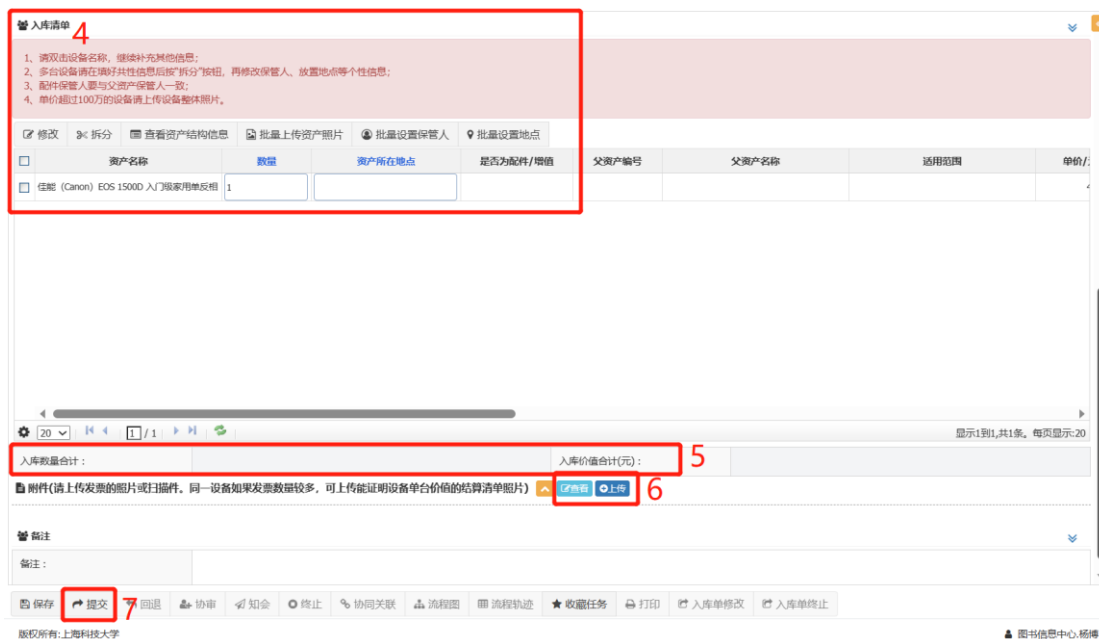 入库清单
4
1、请双击设备名称，继续补充其他信息；
2、多台设备请在填好共性信息后按"拆分"按钮，再修改保管人、放置地点等个性信息；
3、配件保管人要与父资产保管人一致；
4、单价超过100万的设备请上传设备整体照片。
修改 拆分 查看资产结构信息 批量上传资产照片 批量设置保管人 批量设置地点
资产名称 数量 资产所在地点 是否为配件/增值 父资产编号 父资产名称 适用范围 单价/
佳能（Canon）EOS 1500D 入门级家用单反相 1
20 1 / 1 显示1到1,共1条。每页显示:20
入库数量合计： 入库价值合计(元)： 5
附件(请上传发票的照片或扫描件。同一设备如果发票数量较多，可上传能证明设备单台价值的结算清单照片) 查看 上传 6
备注
备注：
保存 提交 7 回退 协审 知会 终止 协同关联 流程图 流程轨迹 收藏任务 打印 入库单修改 入库单终止
版权所有:上海科技大学 图书信息中心.杨博